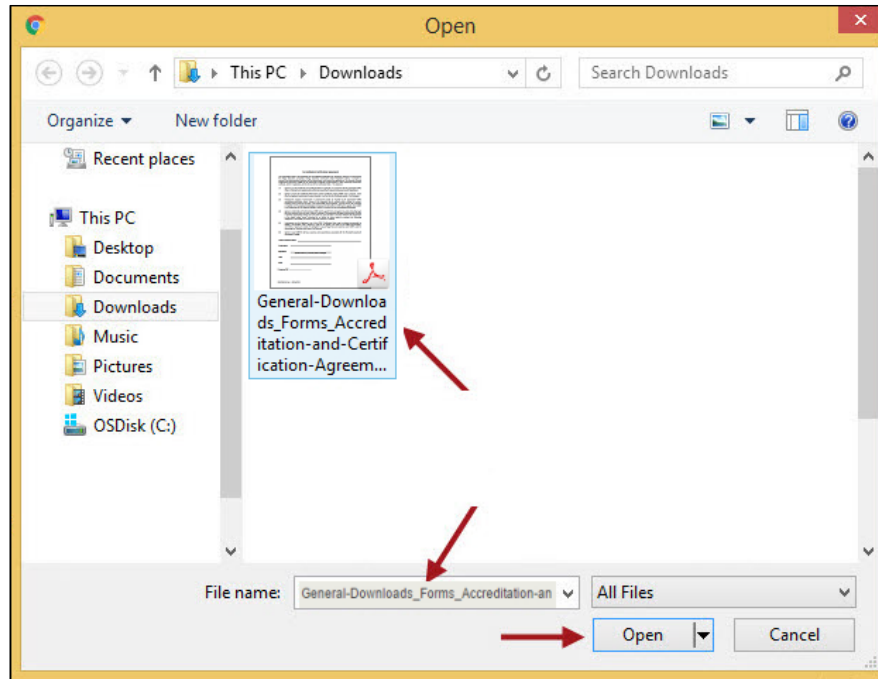 Open
This PC Downloads
Search Downloads
Organize
New folder
Recent places
This PC
Desktop
Documents
Downloads
Music
Pictures
Videos
OSDisk (C:)
General-Downloa
ds_Forms_Accred
itation-and-Certif
ication-Agreem...
File name:
General-Downloads_Forms_Accreditation-an
All Files
Open
Cancel